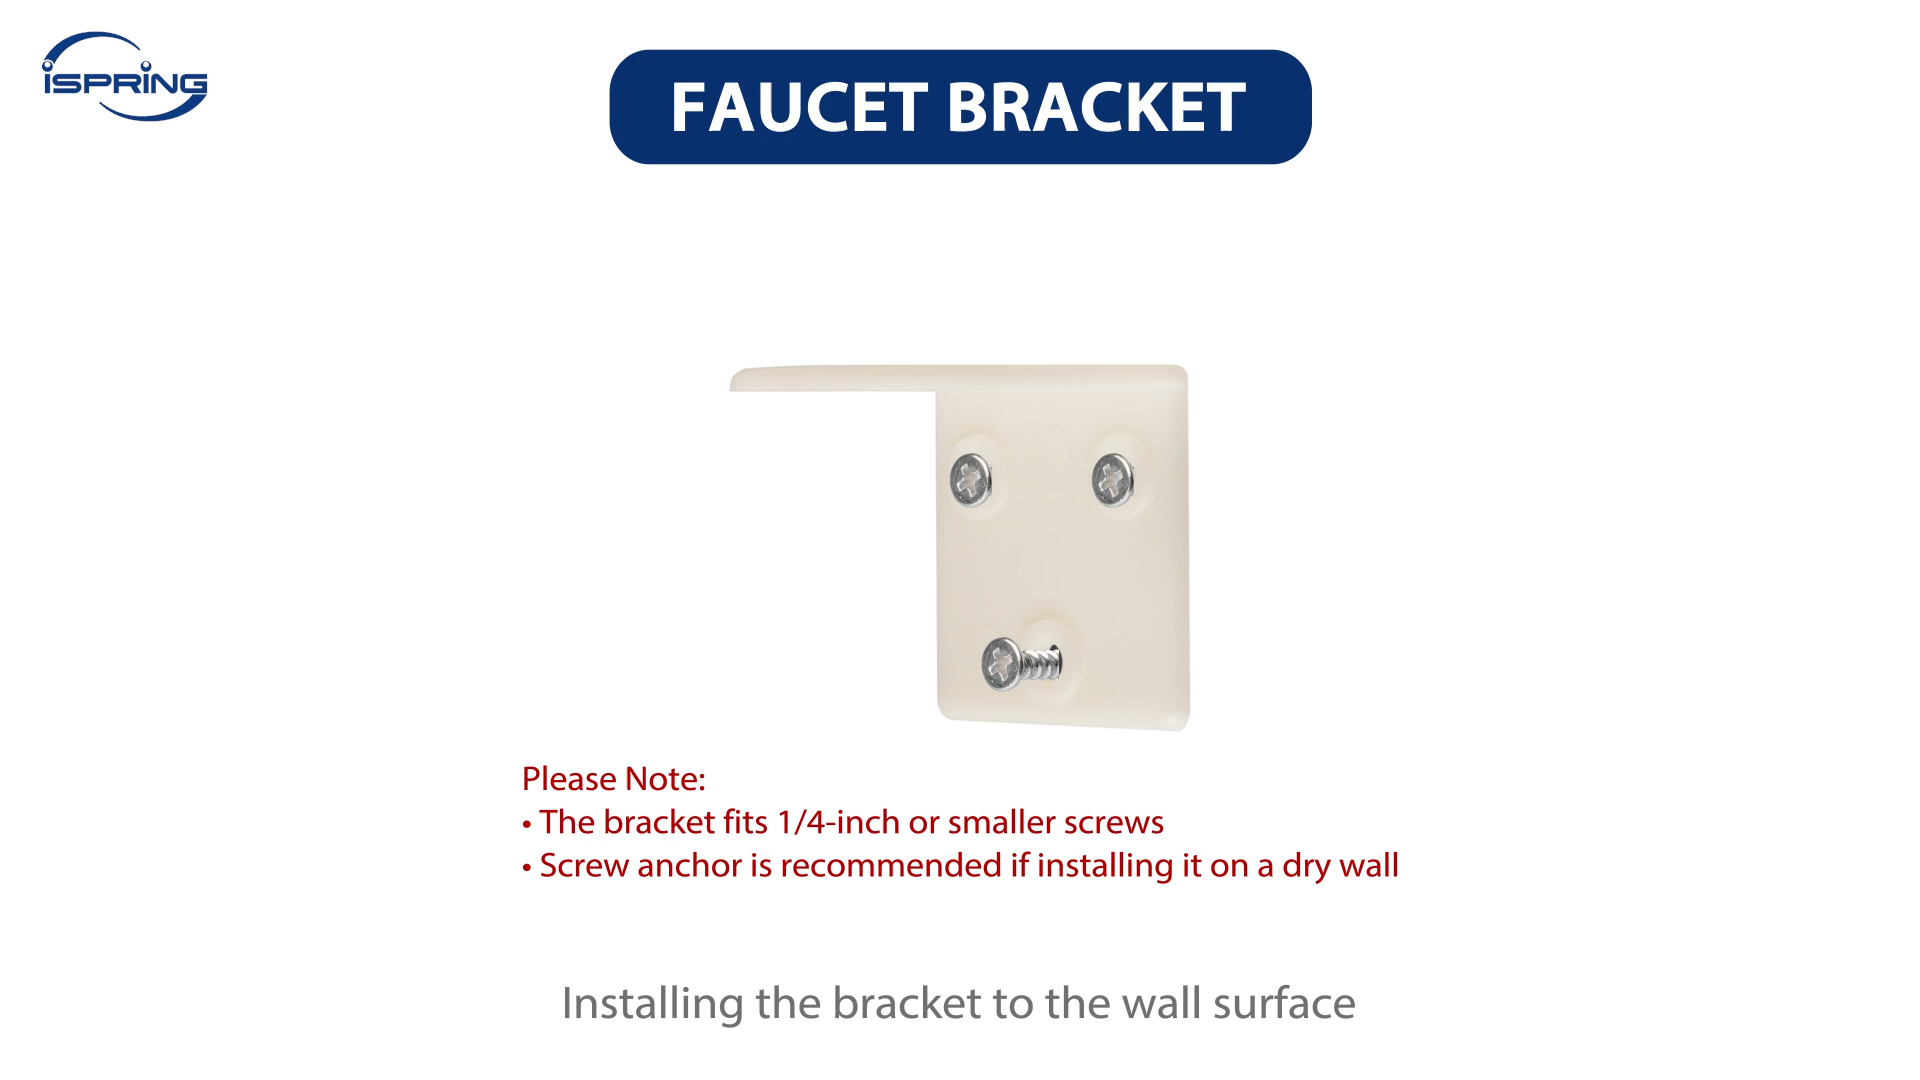 iSPRiNG
FAUCET BRACKET
Please Note:
• The bracket fits 1/4-inch or smaller screws
• Screw anchor is recommended if installing it on a dry wall
Installing the bracket to the wall surface